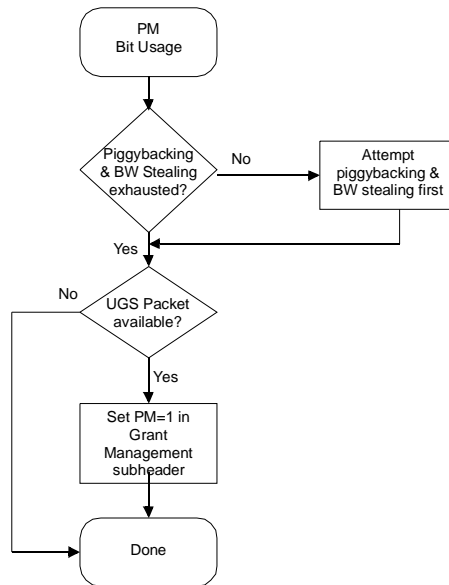 PM
Bit Usage
Piggybacking
& BW Stealing
exhausted?
No
Attempt
piggybacking &
BW stealing first
Yes
No
UGS Packet
available?
Yes
Set PM=1 in
Grant
Management
subheader
Done